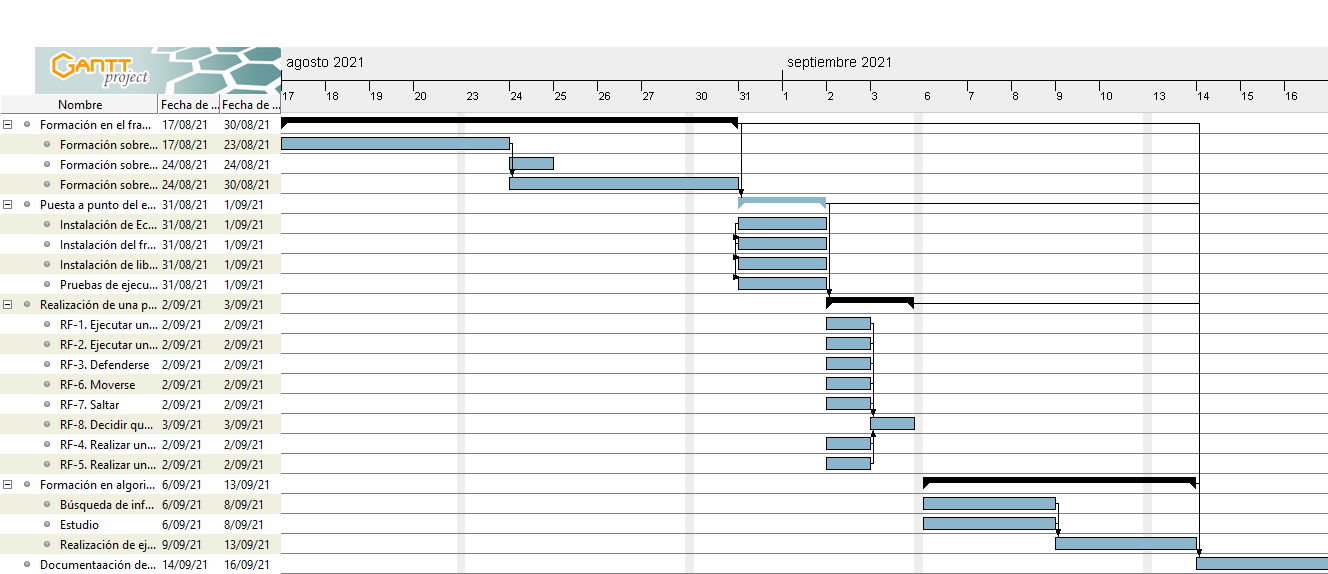 GANTT
project
agosto 2021 septiembre 2021
Nombre Fecha de ... Fecha de ...
17 18 19 20 23 24 25 26 27 30 31 1 2 3 6 7 8 9 10 13 14 15 16
Formación en el fra... 17/08/21 30/08/21
Formación sobre... 17/08/21 23/08/21
Formación sobre... 24/08/21 24/08/21
Formación sobre... 24/08/21 30/08/21
Puesta a punto del e... 31/08/21 1/09/21
Instalación de Ec... 31/08/21 1/09/21
Instalación del fr... 31/08/21 1/09/21
Instalación de lib... 31/08/21 1/09/21
Pruebas de ejecu... 31/08/21 1/09/21
Realización de una p... 2/09/21 3/09/21
RF-1. Ejecutar un... 2/09/21 2/09/21
RF-2. Ejecutar un... 2/09/21 2/09/21
RF-3. Defenderse 2/09/21 2/09/21
RF-6. Moverse 2/09/21 2/09/21
RF-7. Saltar 2/09/21 2/09/21
RF-8. Decidir qu... 3/09/21 3/09/21
RF-4. Realizar un... 2/09/21 2/09/21
RF-5. Realizar un... 2/09/21 2/09/21
Formación en algori... 6/09/21 13/09/21
Búsqueda de inf... 6/09/21 8/09/21
Estudio 6/09/21 8/09/21
Realización de ej... 9/09/21 13/09/21
Documentaación de... 14/09/21 16/09/21